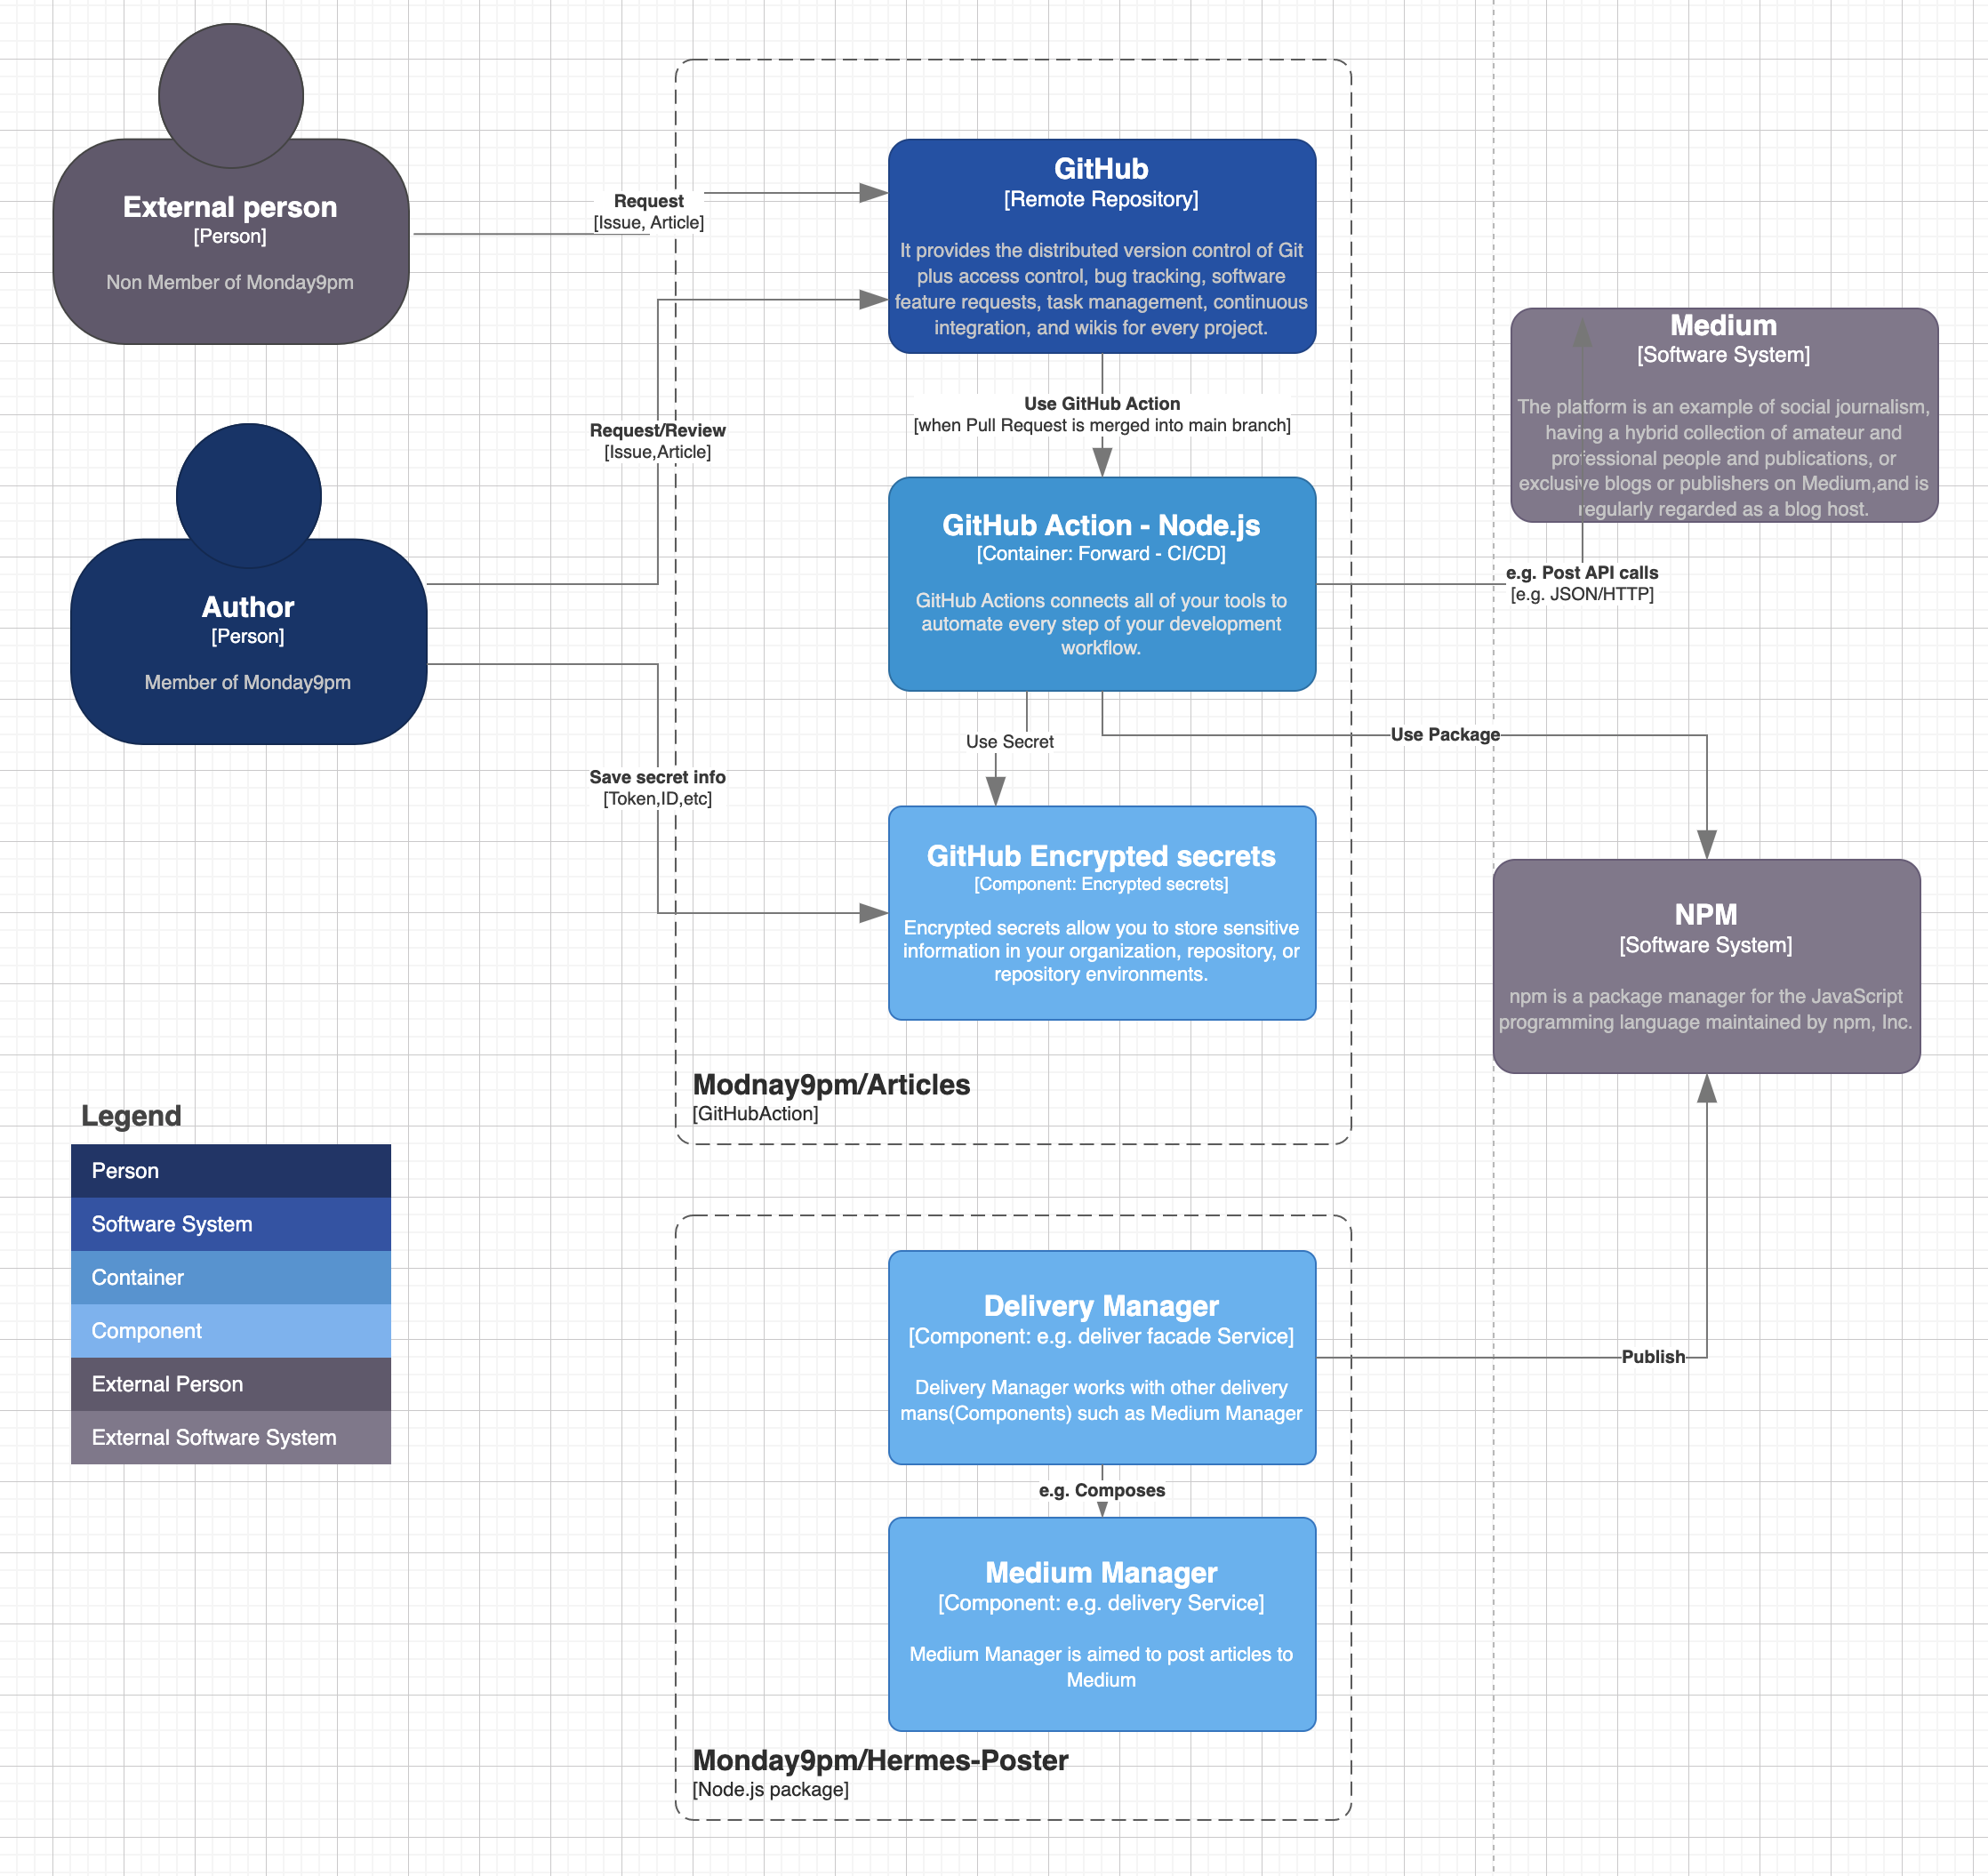 External person
[Person]
Non Member of Monday9pm
Request
[Issue, Article]
GitHub
[Remote Repository]
It provides the distributed version control of Git
plus access control, bug tracking, software
feature requests, task management, continuous
integration, and wikis for every project.
Medium
[Software System]
The platform is an example of social journalism,
having a hybrid collection of amateur and
professional people and publications, or
exclusive blogs or publishers on Medium,and is
regularly regarded as a blog host.
Use GitHub Action
[when Pull Request is merged into main branch]
Request/Review
[Issue,Article]
Author
[Person]
Member of Monday9pm
GitHub Action - Node.js
[Container: Forward - CI/CD]
GitHub Actions connects all of your tools to
automate every step of your development
workflow.
e.g. Post API calls
[e.g. JSON/HTTP]
Use Secret
Use Package
Save secret info
[Token,ID,etc]
GitHub Encrypted secrets
[Component: Encrypted secrets]
Encrypted secrets allow you to store sensitive
information in your organization, repository, or
repository environments.
NPM
[Software System]
npm is a package manager for the JavaScript
programming language maintained by npm, Inc.
Modnay9pm/Articles
[GitHubAction]
Legend
Person
Software System
Container
Component
External Person
External Software System
Delivery Manager
[Component: e.g. deliver facade Service]
Delivery Manager works with other delivery
mans(Components) such as Medium Manager
Publish
e.g. Composes
Medium Manager
[Component: e.g. delivery Service]
Medium Manager is aimed to post articles to
Medium
Monday9pm/Hermes-Poster
[Node.js package]